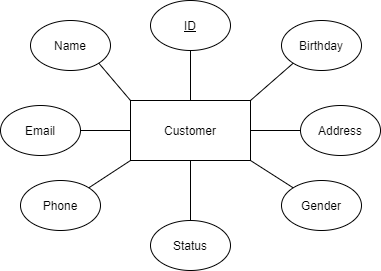 ID
Name
Birthday
Email
Customer
Address
Phone
Gender
Status